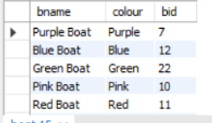 bname colour bid
Purple Boat Purple 7
Blue Boat Blue 12
Green Boat Green 22
Pink Boat Pink 10
Red Boat Red 11